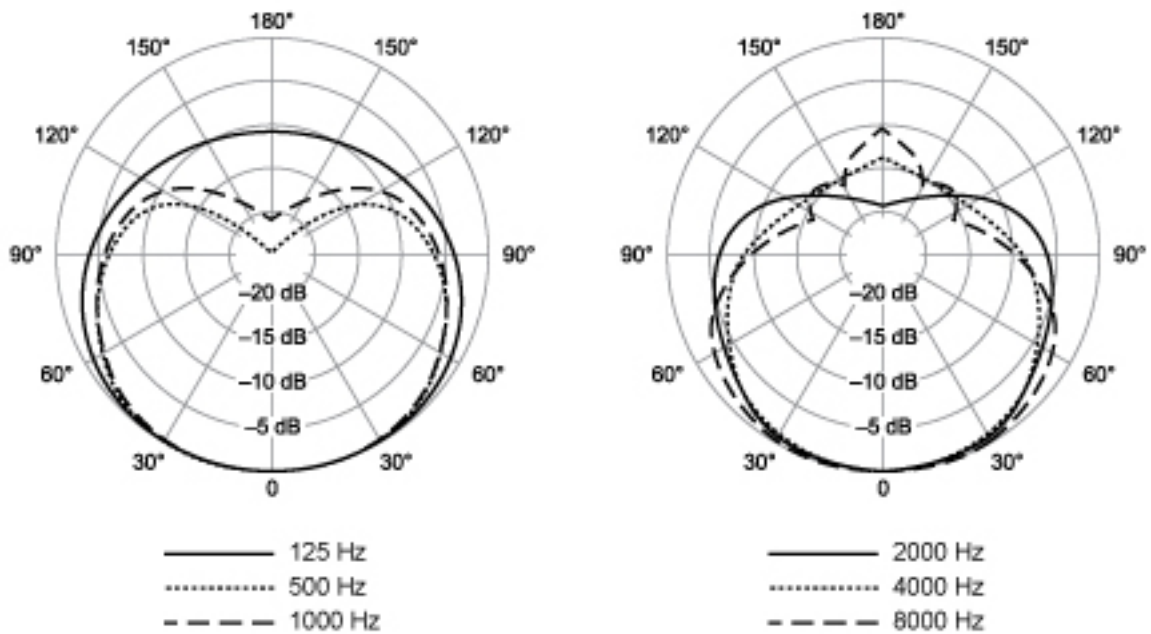 180° 180°
150° 150° 150° 150°
120° 120° 120° 120°
90° 90° 90° 90°
–20 dB –20 dB
–15 dB –15 dB
60° 60° 60° 60°
–10 dB –10 dB
–5 dB –5 dB
30° 30° 30° 30°
0 0
125 Hz 2000 Hz
500 Hz 4000 Hz
1000 Hz 8000 Hz